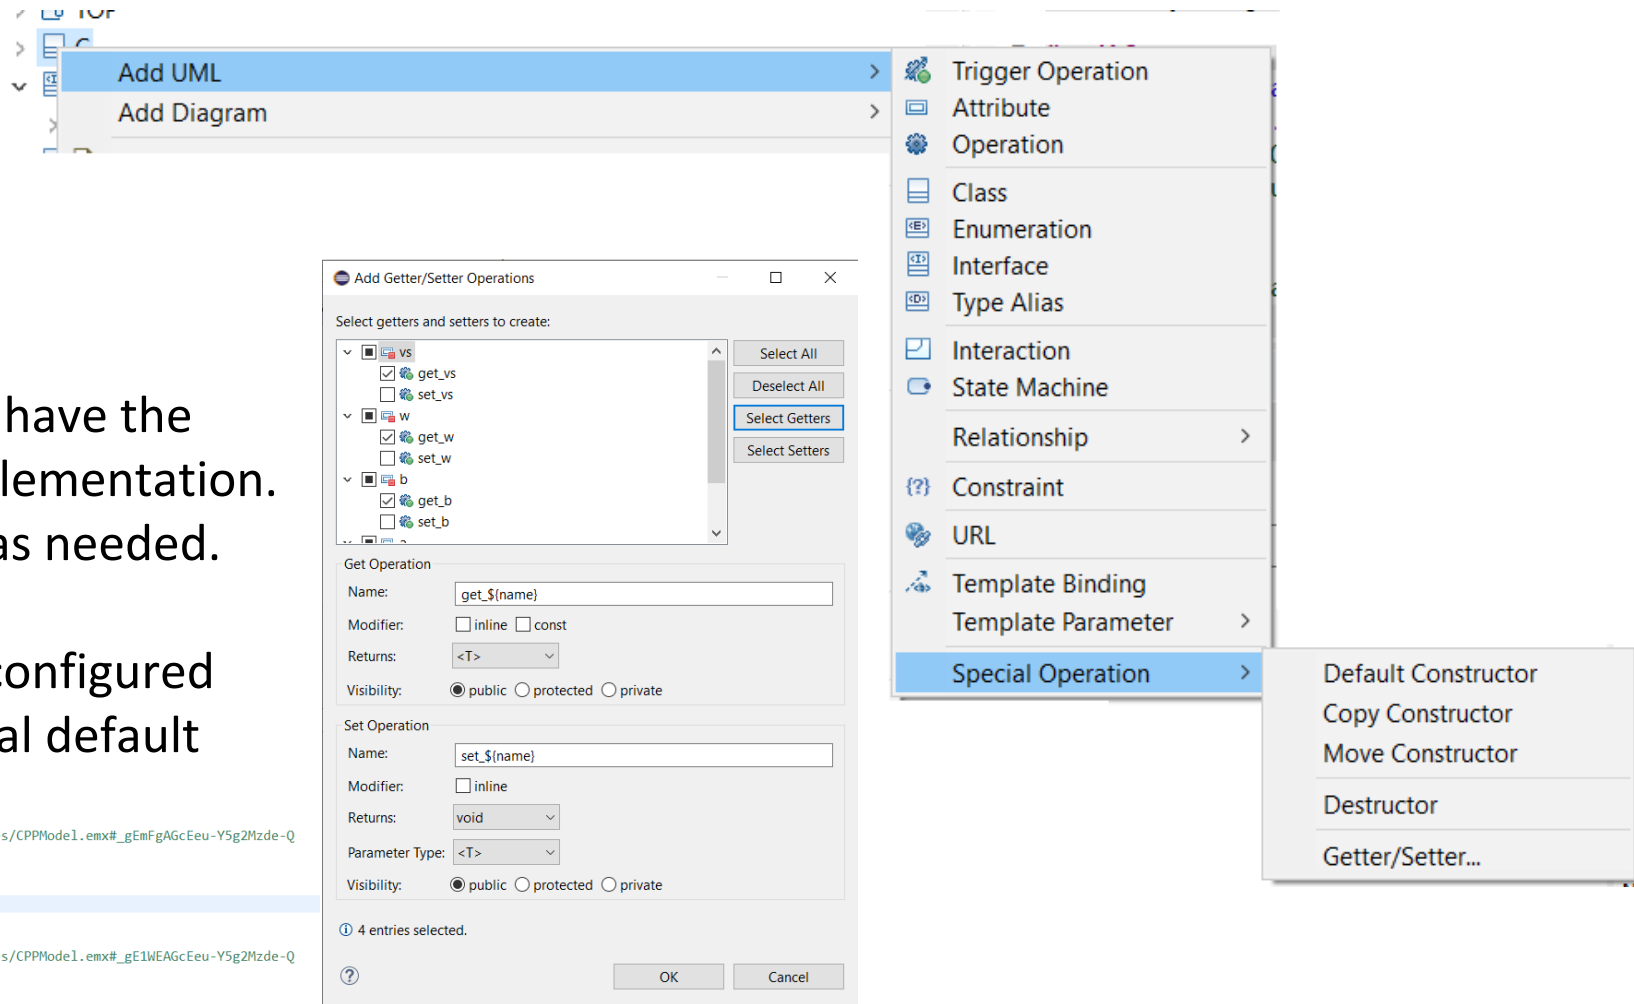 TOP
C
Add UML
Add Diagram
Trigger Operation
Attribute
Operation
Class
Enumeration
Interface
Type Alias
Interaction
State Machine
Relationship
{?} Constraint
URL
Template Binding
Template Parameter
Special Operation
Default Constructor
Copy Constructor
Move Constructor
Destructor
Getter/Setter...
have the
lementation.
as needed.
configured
al default
s/CPPModel.emx#_gEmFgAGcEeu-Y5g2Mzde-Q
s/CPPModel.emx#_gE1WEAGcEeu-Y5g2Mzde-Q
Add Getter/Setter Operations
Select getters and setters to create:
vs
get_vs
set_vs
w
get_w
set_w
b
get_b
set_b
Select All
Deselect All
Select Getters
Select Setters
Get Operation
Name: get_${name}
Modifier: inline const
Returns: <T>
Visibility: public protected private
Set Operation
Name: set_${name}
Modifier: inline
Returns: void
Parameter Type: <T>
Visibility: public protected private
4 entries selected.
OK Cancel